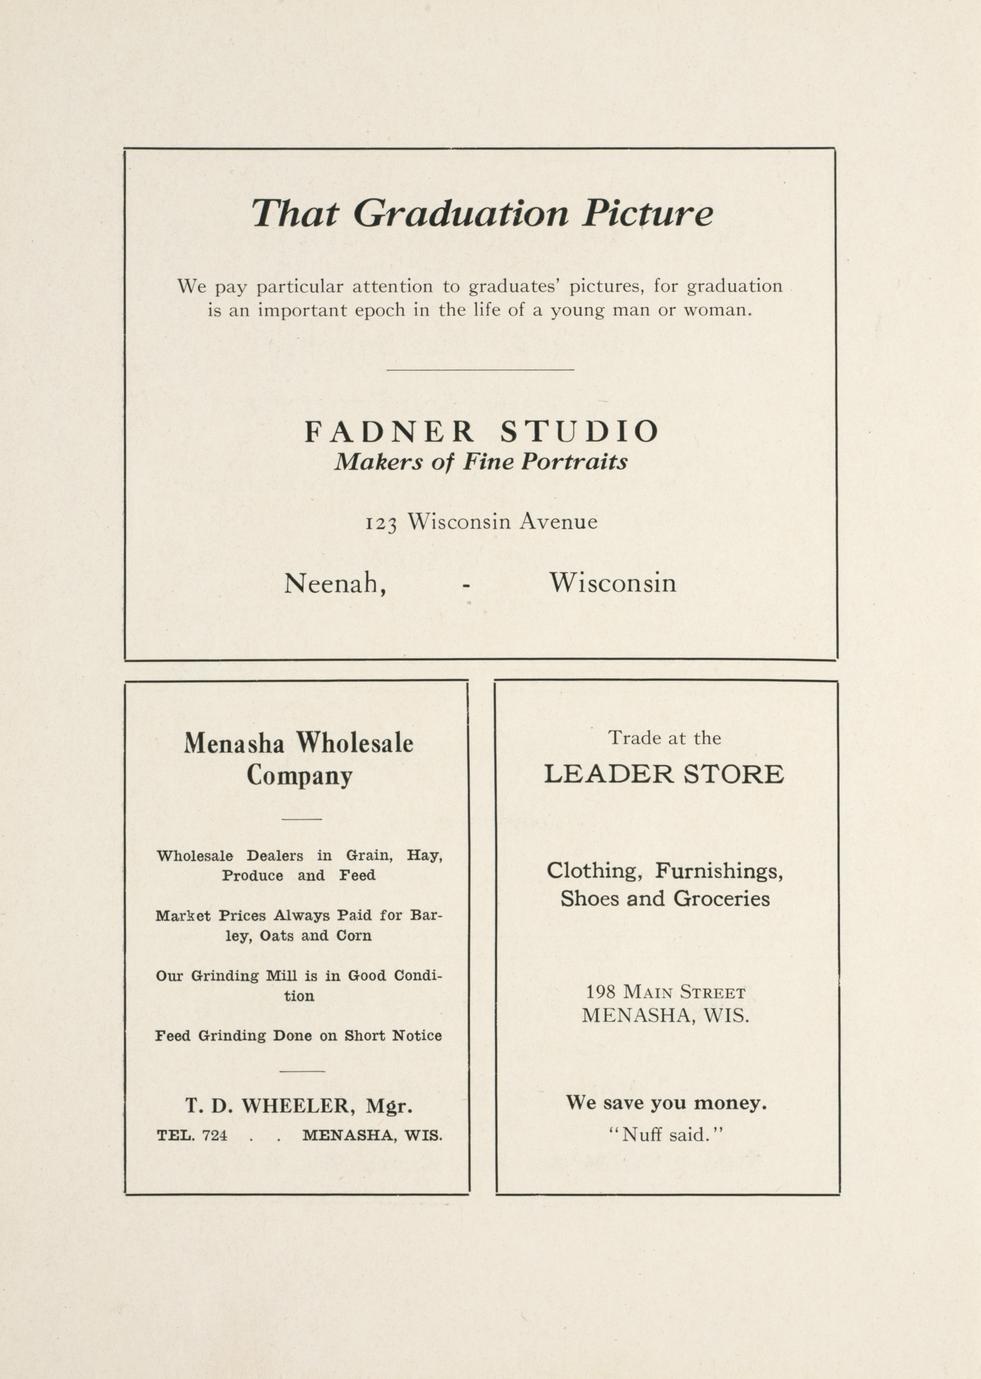 That Graduation Picture
We pay particular attention to graduates' pictures, for graduation
is an important epoch in the life of a young man or woman.
FADNER STUDIO
Makers of Fine Portraits
123 Wisconsin Avenue
Neenah, - Wisconsin
Menasha Wholesale
Company
Wholesale Dealers in Grain, Hay,
Produce and Feed
Market Prices Always Paid for Bar-
ley, Oats and Corn
Our Grinding Mill is in Good Condi-
tion
Feed Grinding Done on Short Notice
T. D. WHEELER, Mgr.
TEL. 724 . . MENASHA, WIS.
Trade at the
LEADER STORE
Clothing, Furnishings,
Shoes and Groceries
198 MAIN STREET
MENASHA, WIS.
We save you money.
"Nuff said."